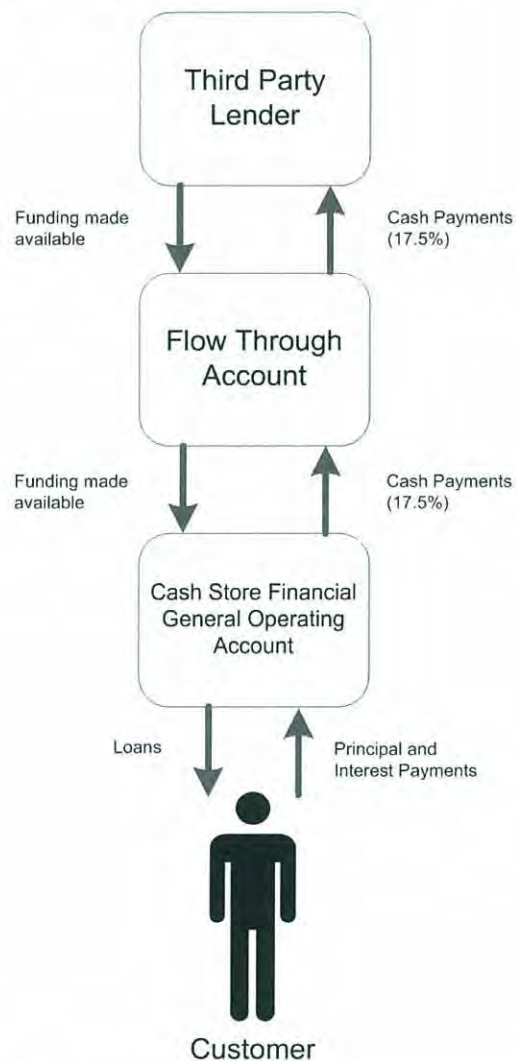 Third Party
Lender
Funding made
available
Cash Payments
(17.5%)
Flow Through
Account
Funding made
available
Cash Payments
(17.5%)
Cash Store Financial
General Operating
Account
Loans
Principal and
Interest Payments
Customer